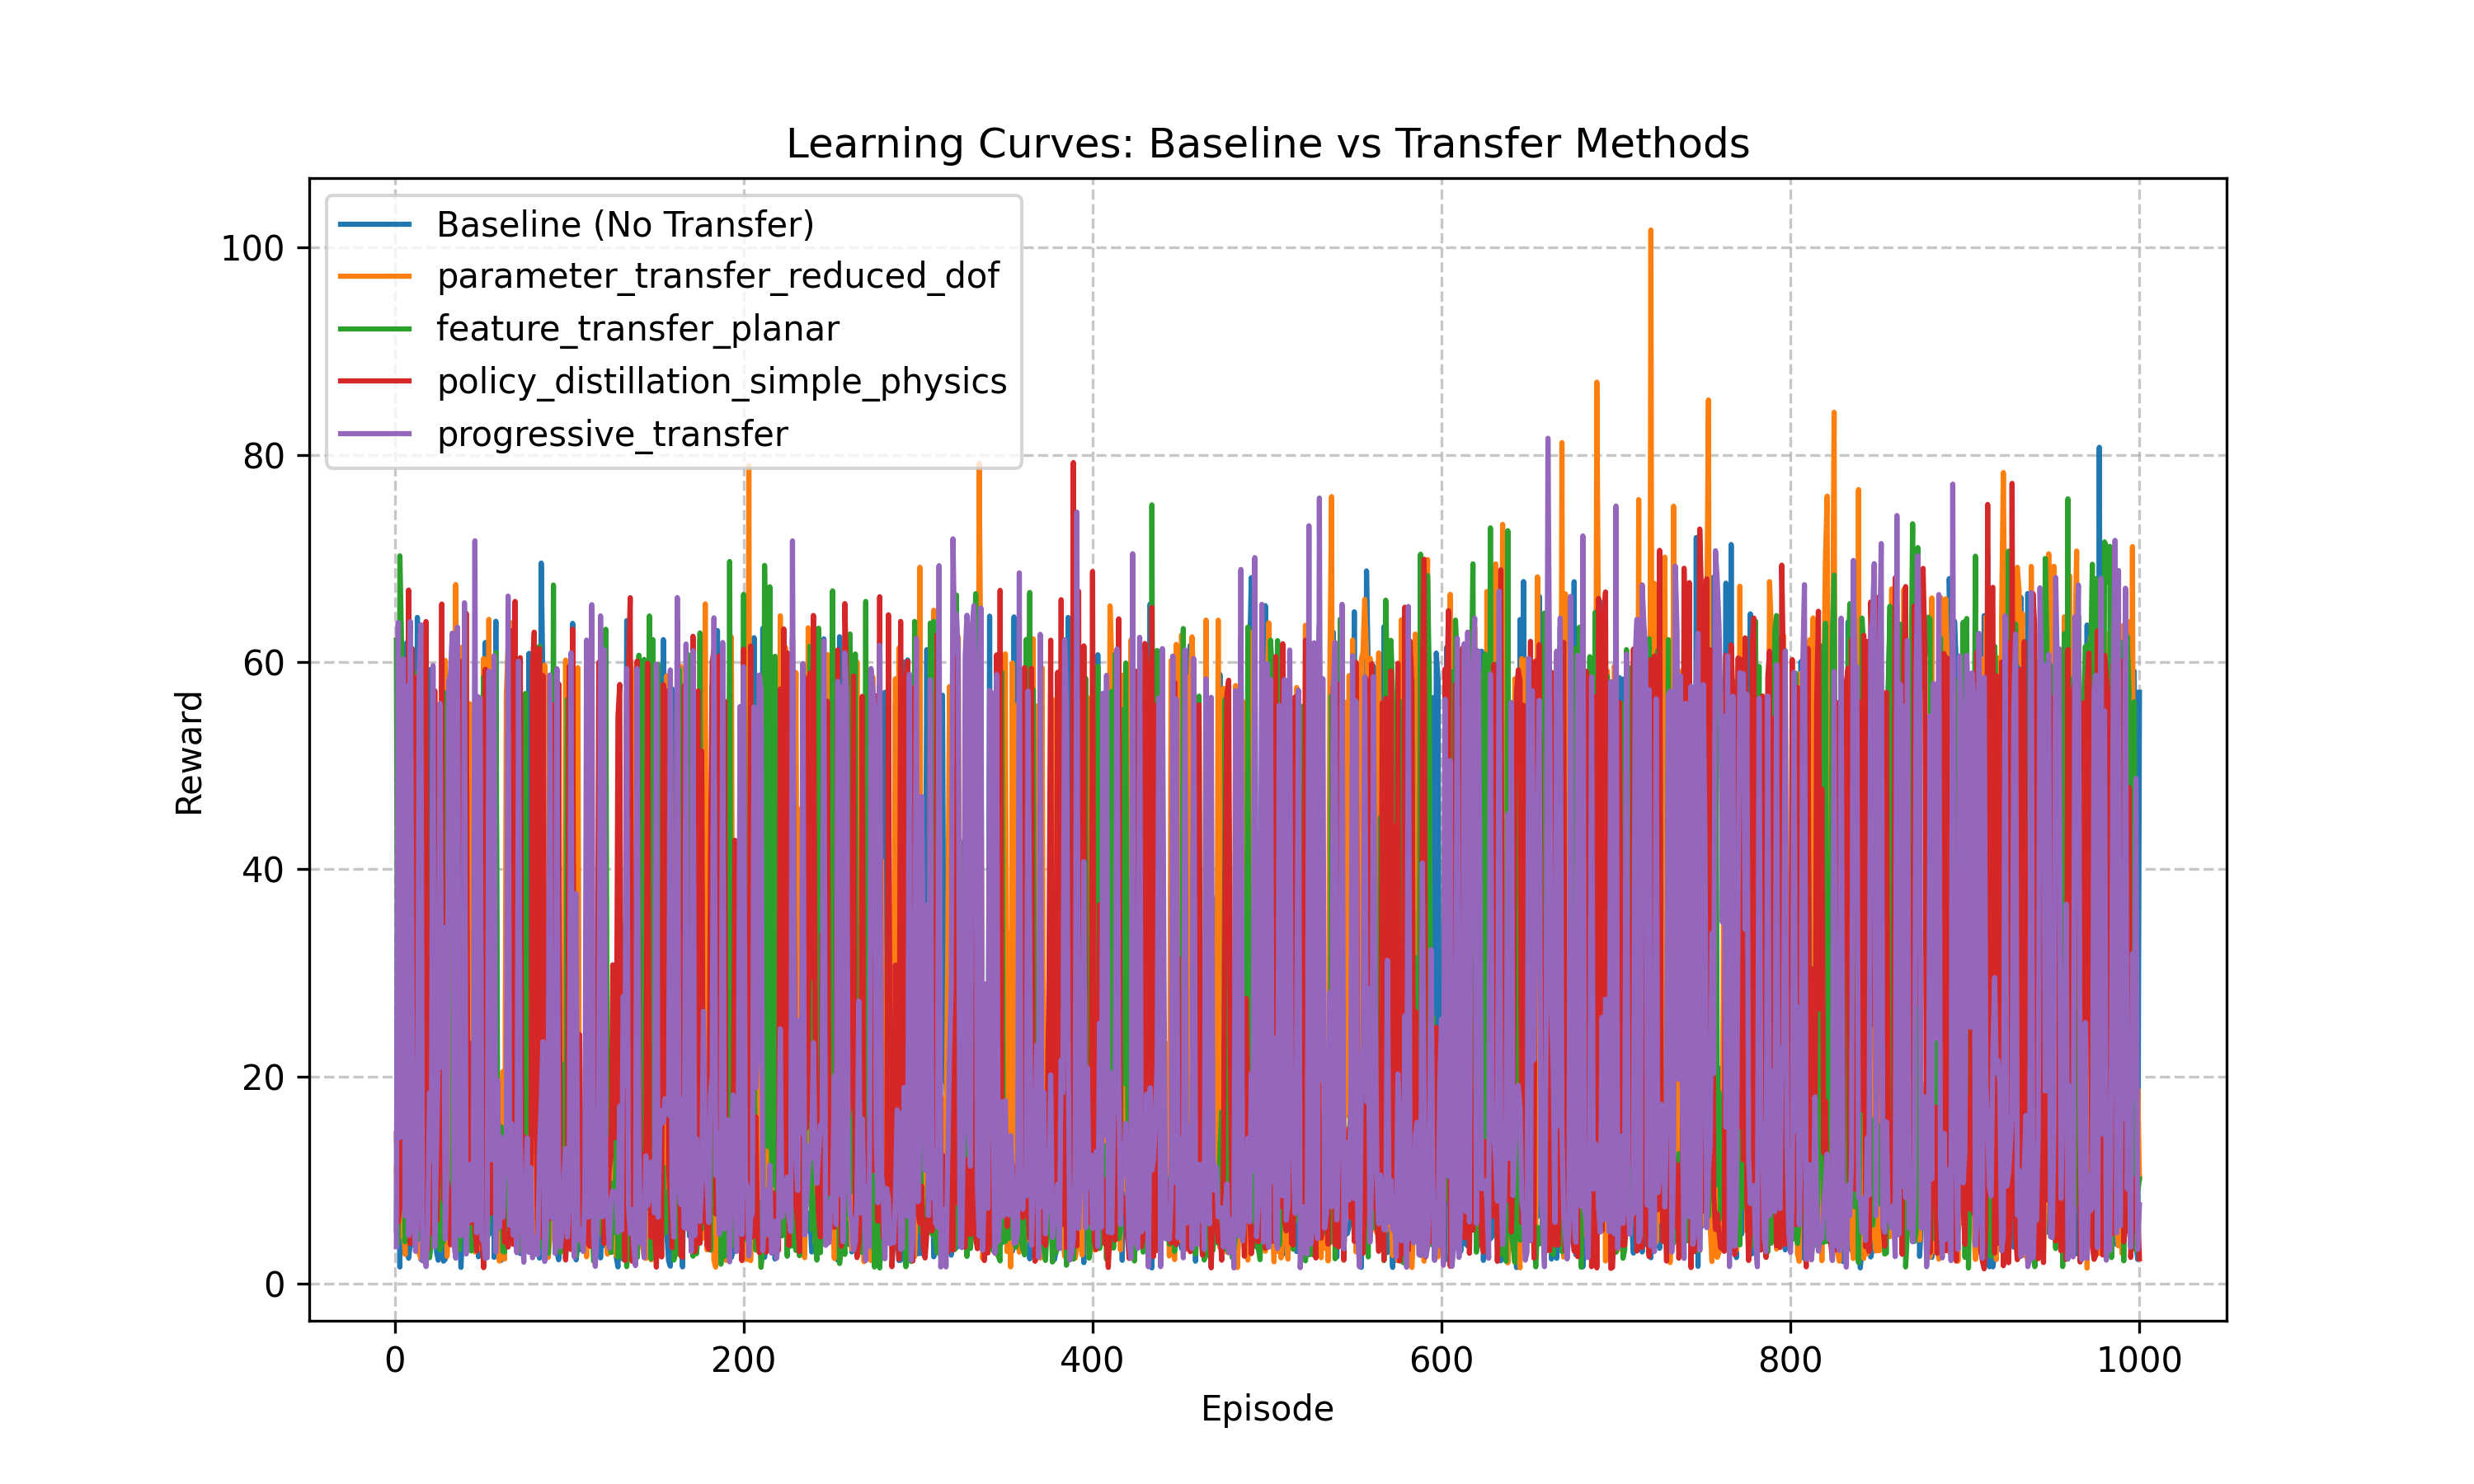 Learning Curves: Baseline vs Transfer Methods
Baseline (No Transfer)
parameter_transfer_reduced_dof
feature_transfer_planar
policy_distillation_simple_physics
progressive_transfer
100
80
60
40
20
0
Reward
0 200 400 600 800 1000
Episode